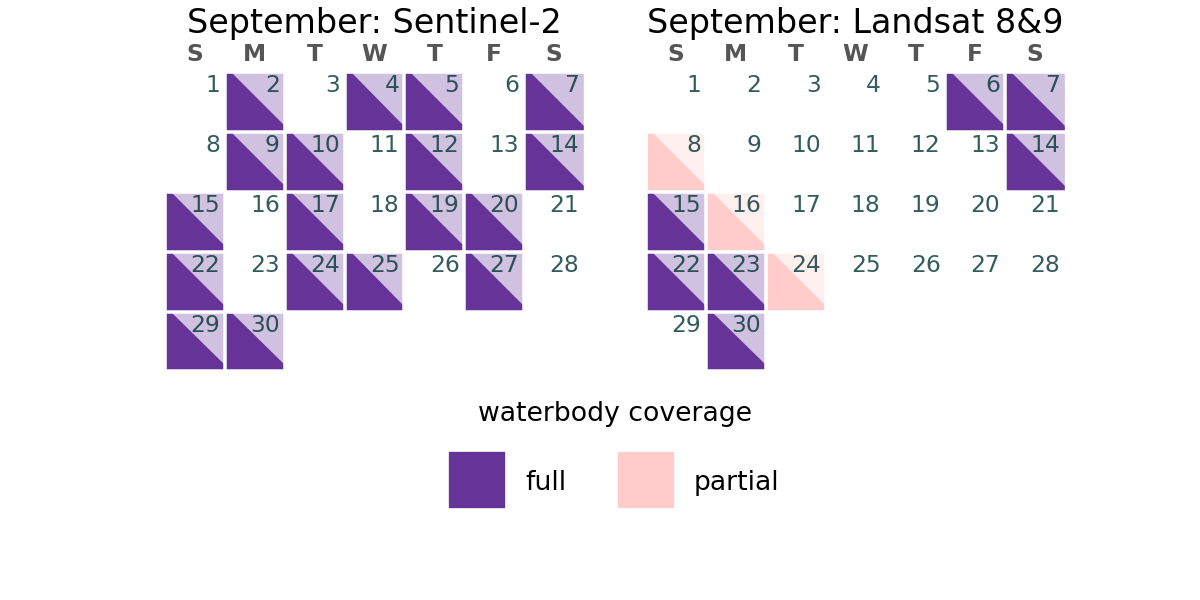 September: Sentinel-2
S M T W T F S
1 2 3 4 5 6 7
8 9 10 11 12 13 14
15 16 17 18 19 20 21
22 23 24 25 26 27 28
29 30
September: Landsat 8&9
S M T W T F S
1 2 3 4 5 6 7
8 9 10 11 12 13 14
15 16 17 18 19 20 21
22 23 24 25 26 27 28
29 30
waterbody coverage
full partial